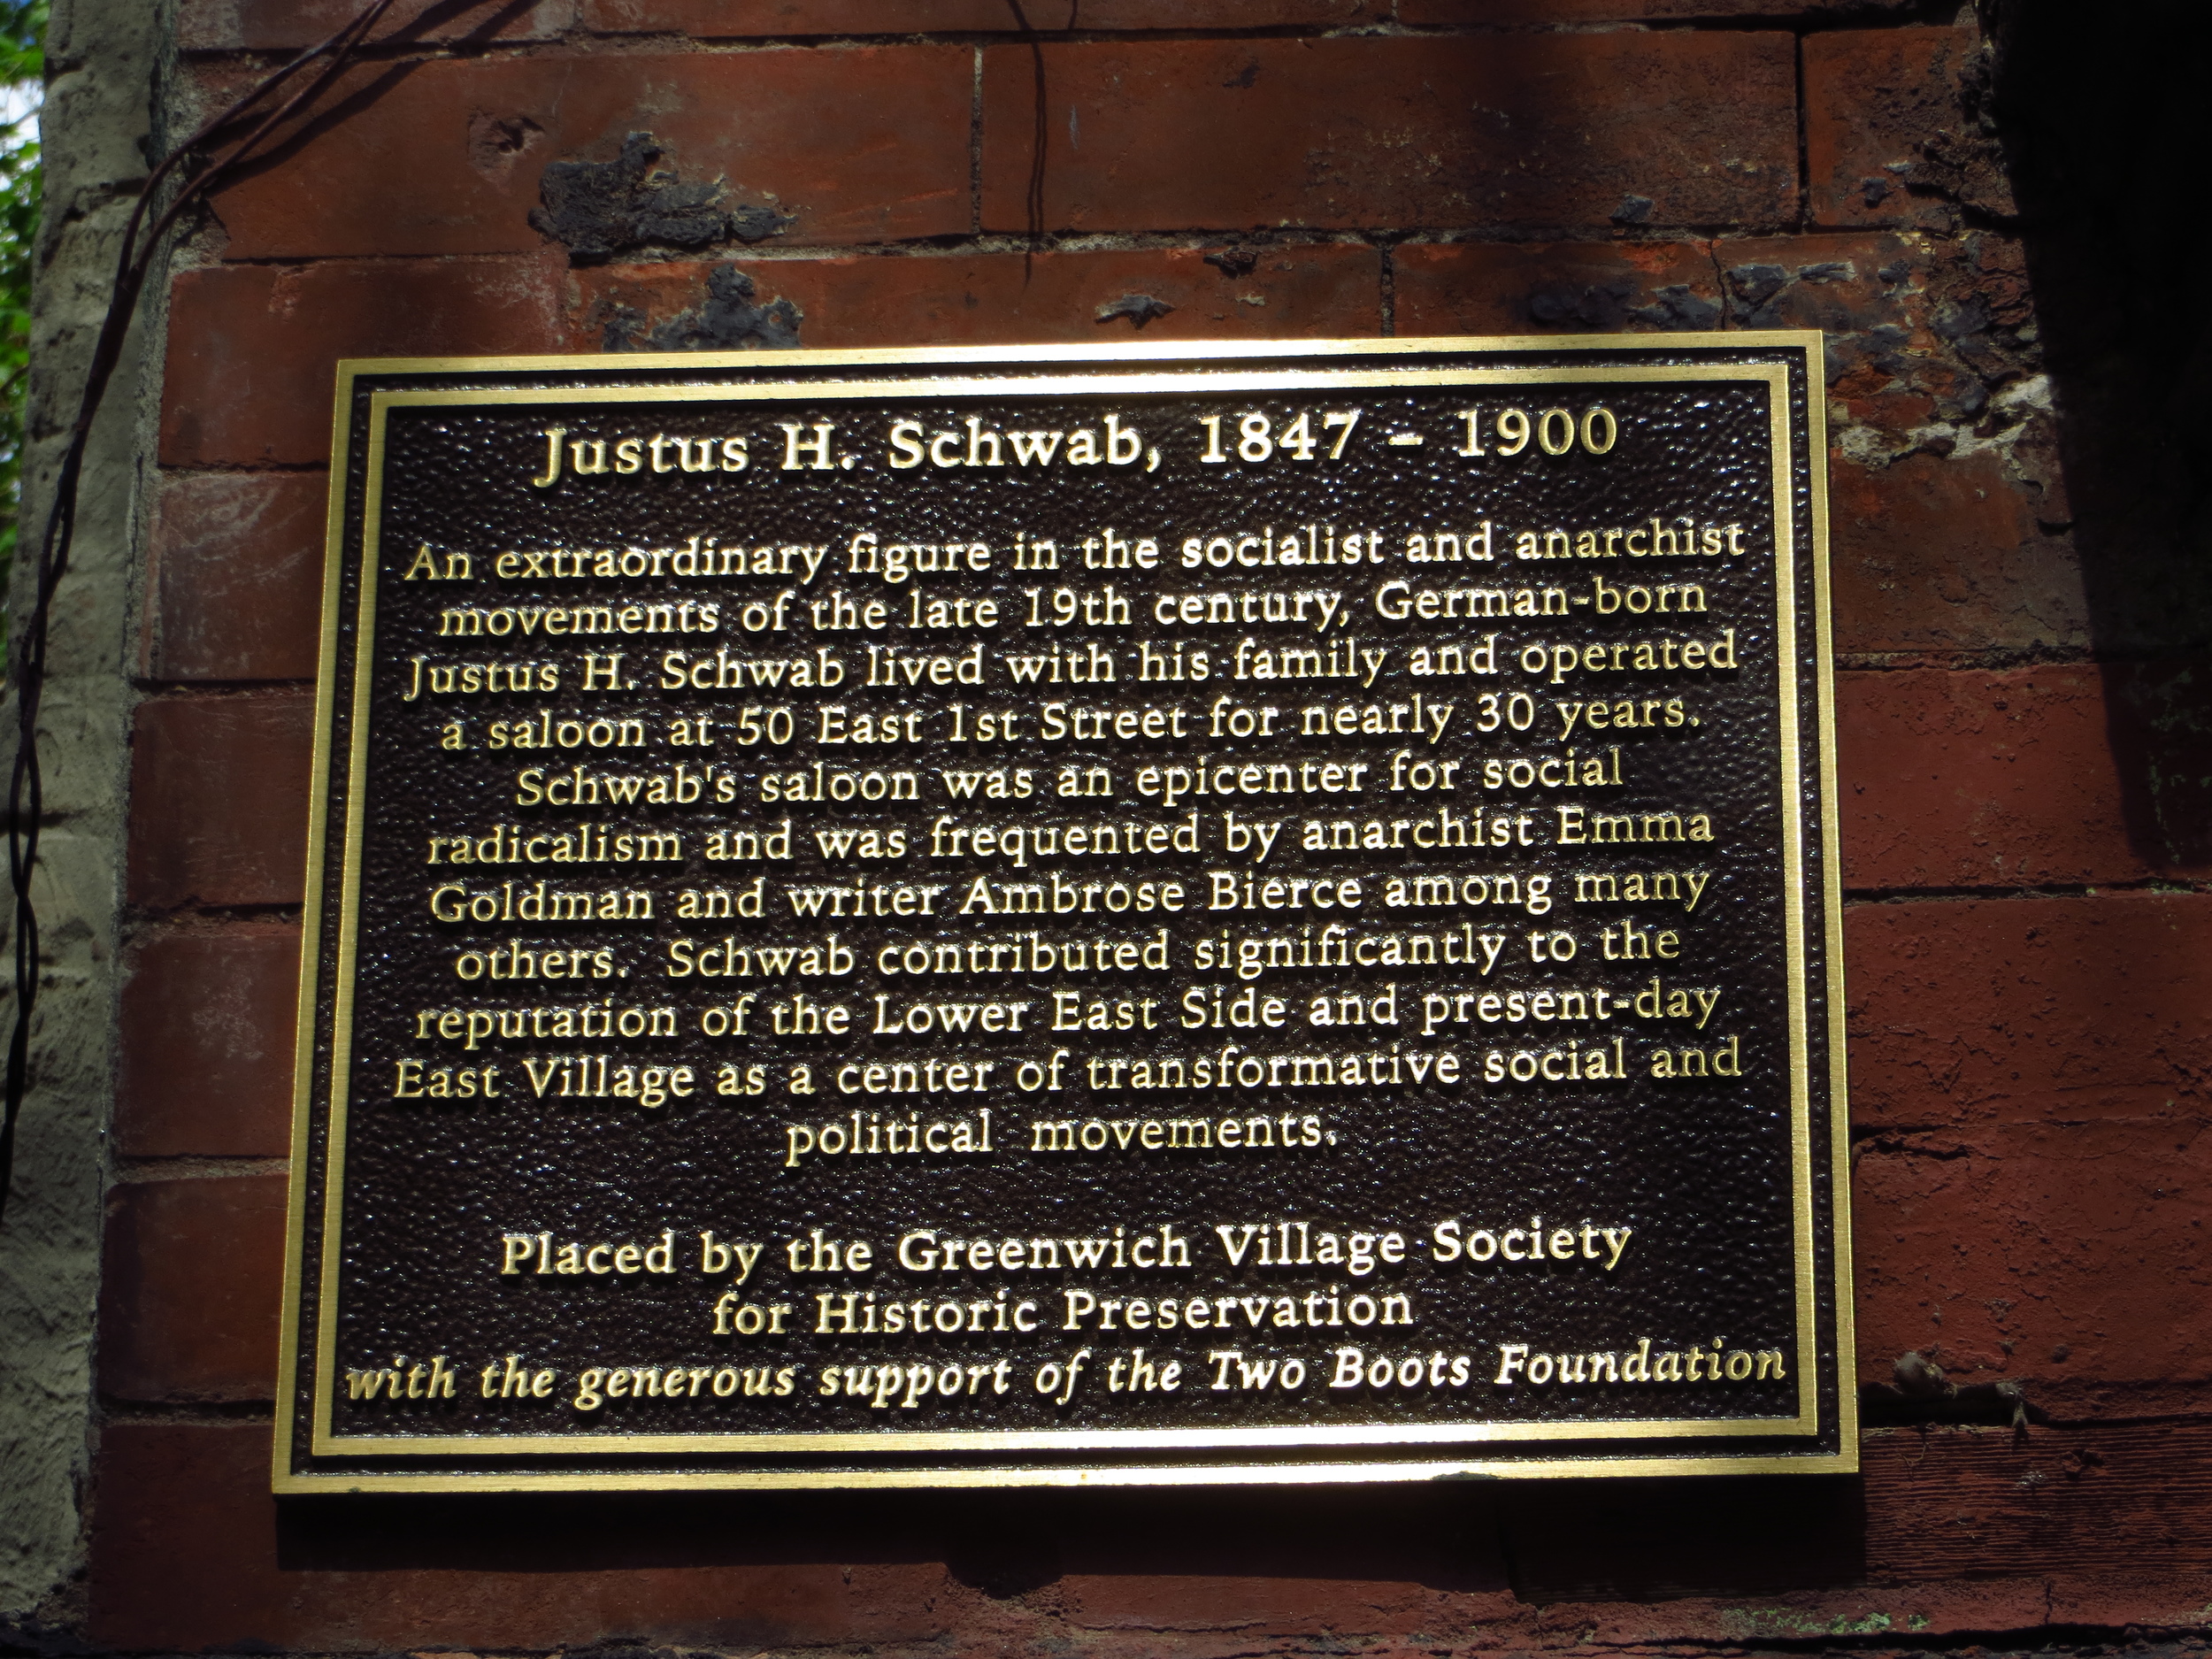 Justus H. Schwab, 1847 – 1900
An extraordinary figure in the socialist and anarchist
movements of the late 19th century, German-born
Justus H. Schwab lived with his family and operated
a saloon at 50 East 1st Street for nearly 30 years.
Schwab's saloon was an epicenter for social
radicalism and was frequented by anarchist Emma
Goldman and writer Ambrose Bierce among many
others. Schwab contributed significantly to the
reputation of the Lower East Side and present-day
East Village as a center of transformative social and
political movements.
Placed by the Greenwich Village Society
for Historic Preservation
with the generous support of the Two Boots Foundation